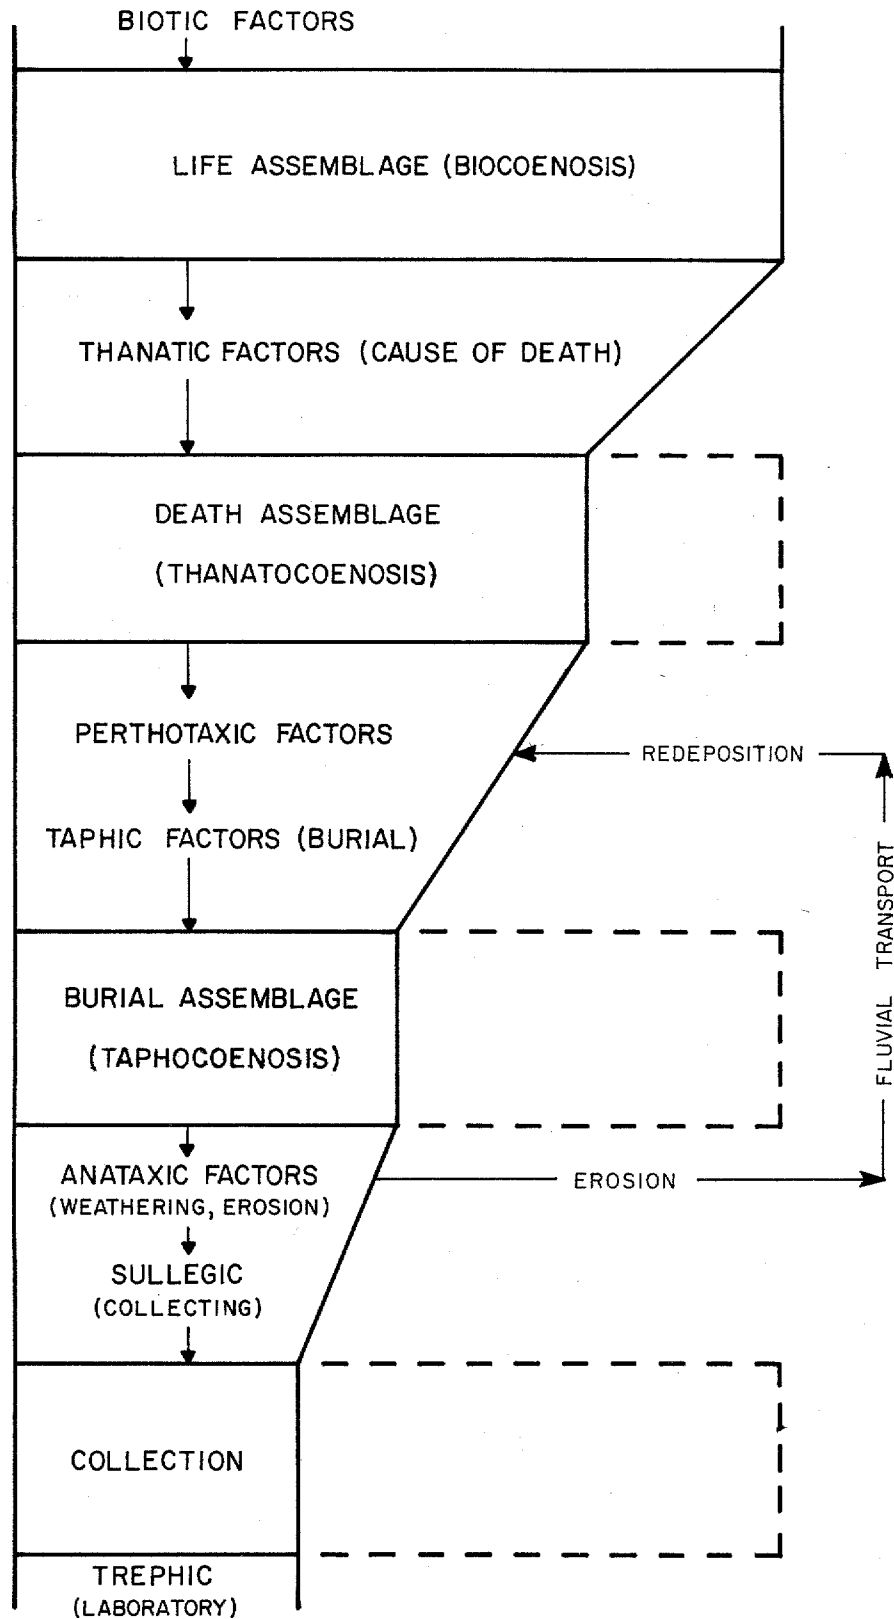 BIOTIC FACTORS
LIFE ASSEMBLAGE (BIOCOENOSIS)
THANATIC FACTORS (CAUSE OF DEATH)
DEATH ASSEMBLAGE
(THANATOCOENOSIS)
PERTHOTAXIC FACTORS
REDEPOSITION
TAPHIC FACTORS (BURIAL)
FLUVIAL TRANSPORT
BURIAL ASSEMBLAGE
(TAPHOCOENOSIS)
ANATAXIC FACTORS
(WEATHERING, EROSION)
EROSION
SULLEGIC
(COLLECTING)
COLLECTION
TREPHIC
(LABORATORY)